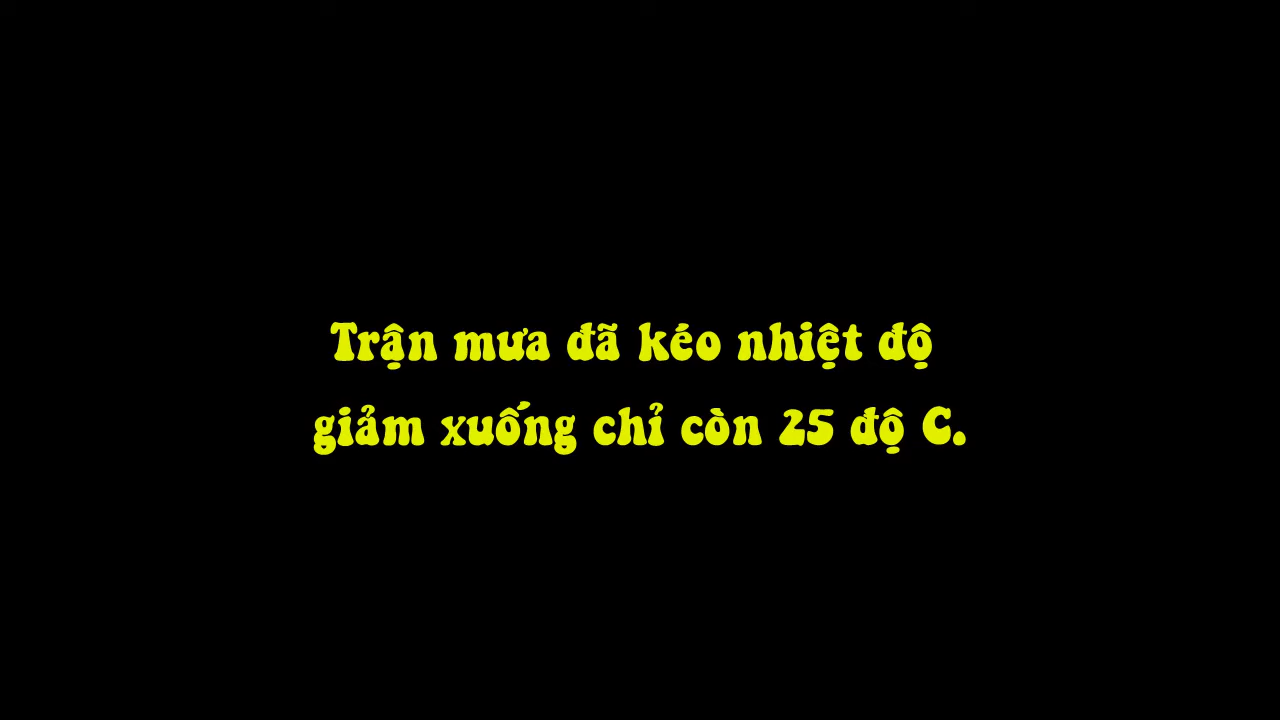 Trận mưa đã kéo nhiệt độ
giảm xuống chỉ còn 25 độ C.